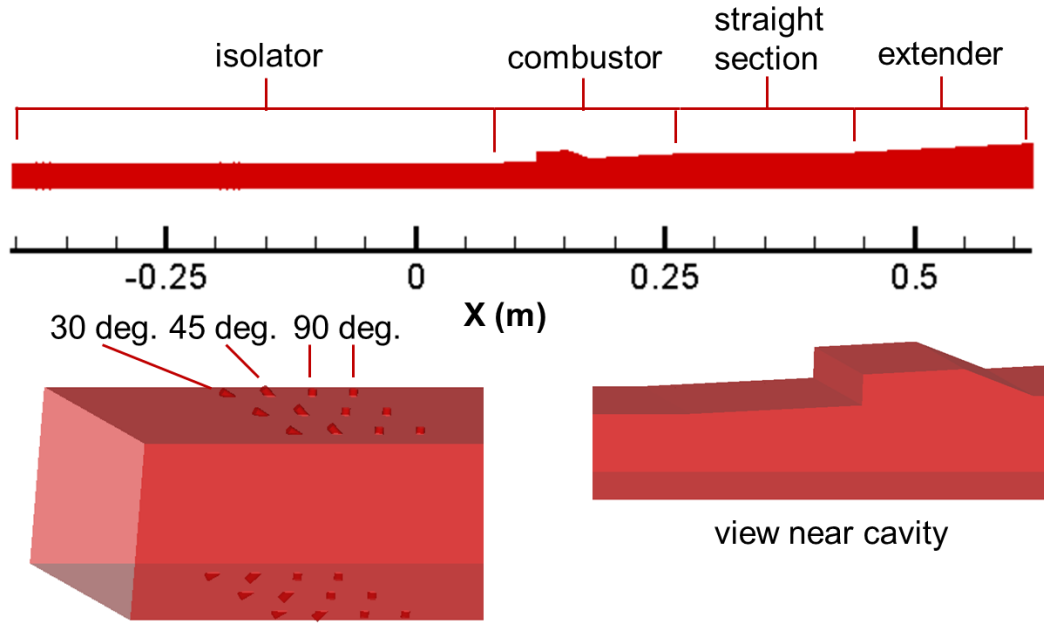 straight
isolator combustor section extender
-0.25 0 0.25 0.5
X (m)
30 deg. 45 deg. 90 deg.
view near cavity